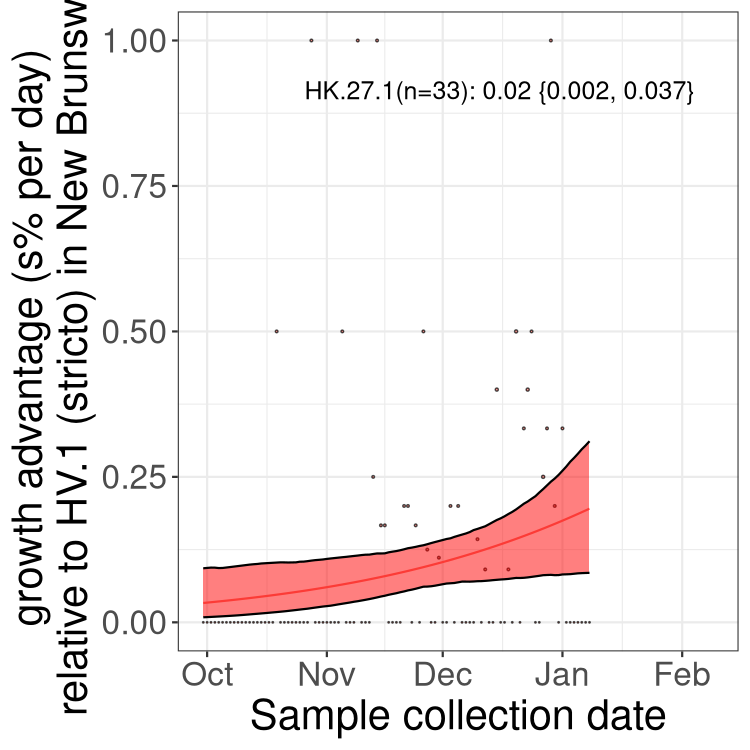 growth advantage (s% per day)
relative to HV.1 (stricto) in New Brunsw
1.00
0.75
0.50
0.25
0.00
HK.27.1(n=33): 0.02 {0.002, 0.037}
Oct Nov Dec Jan Feb
Sample collection date